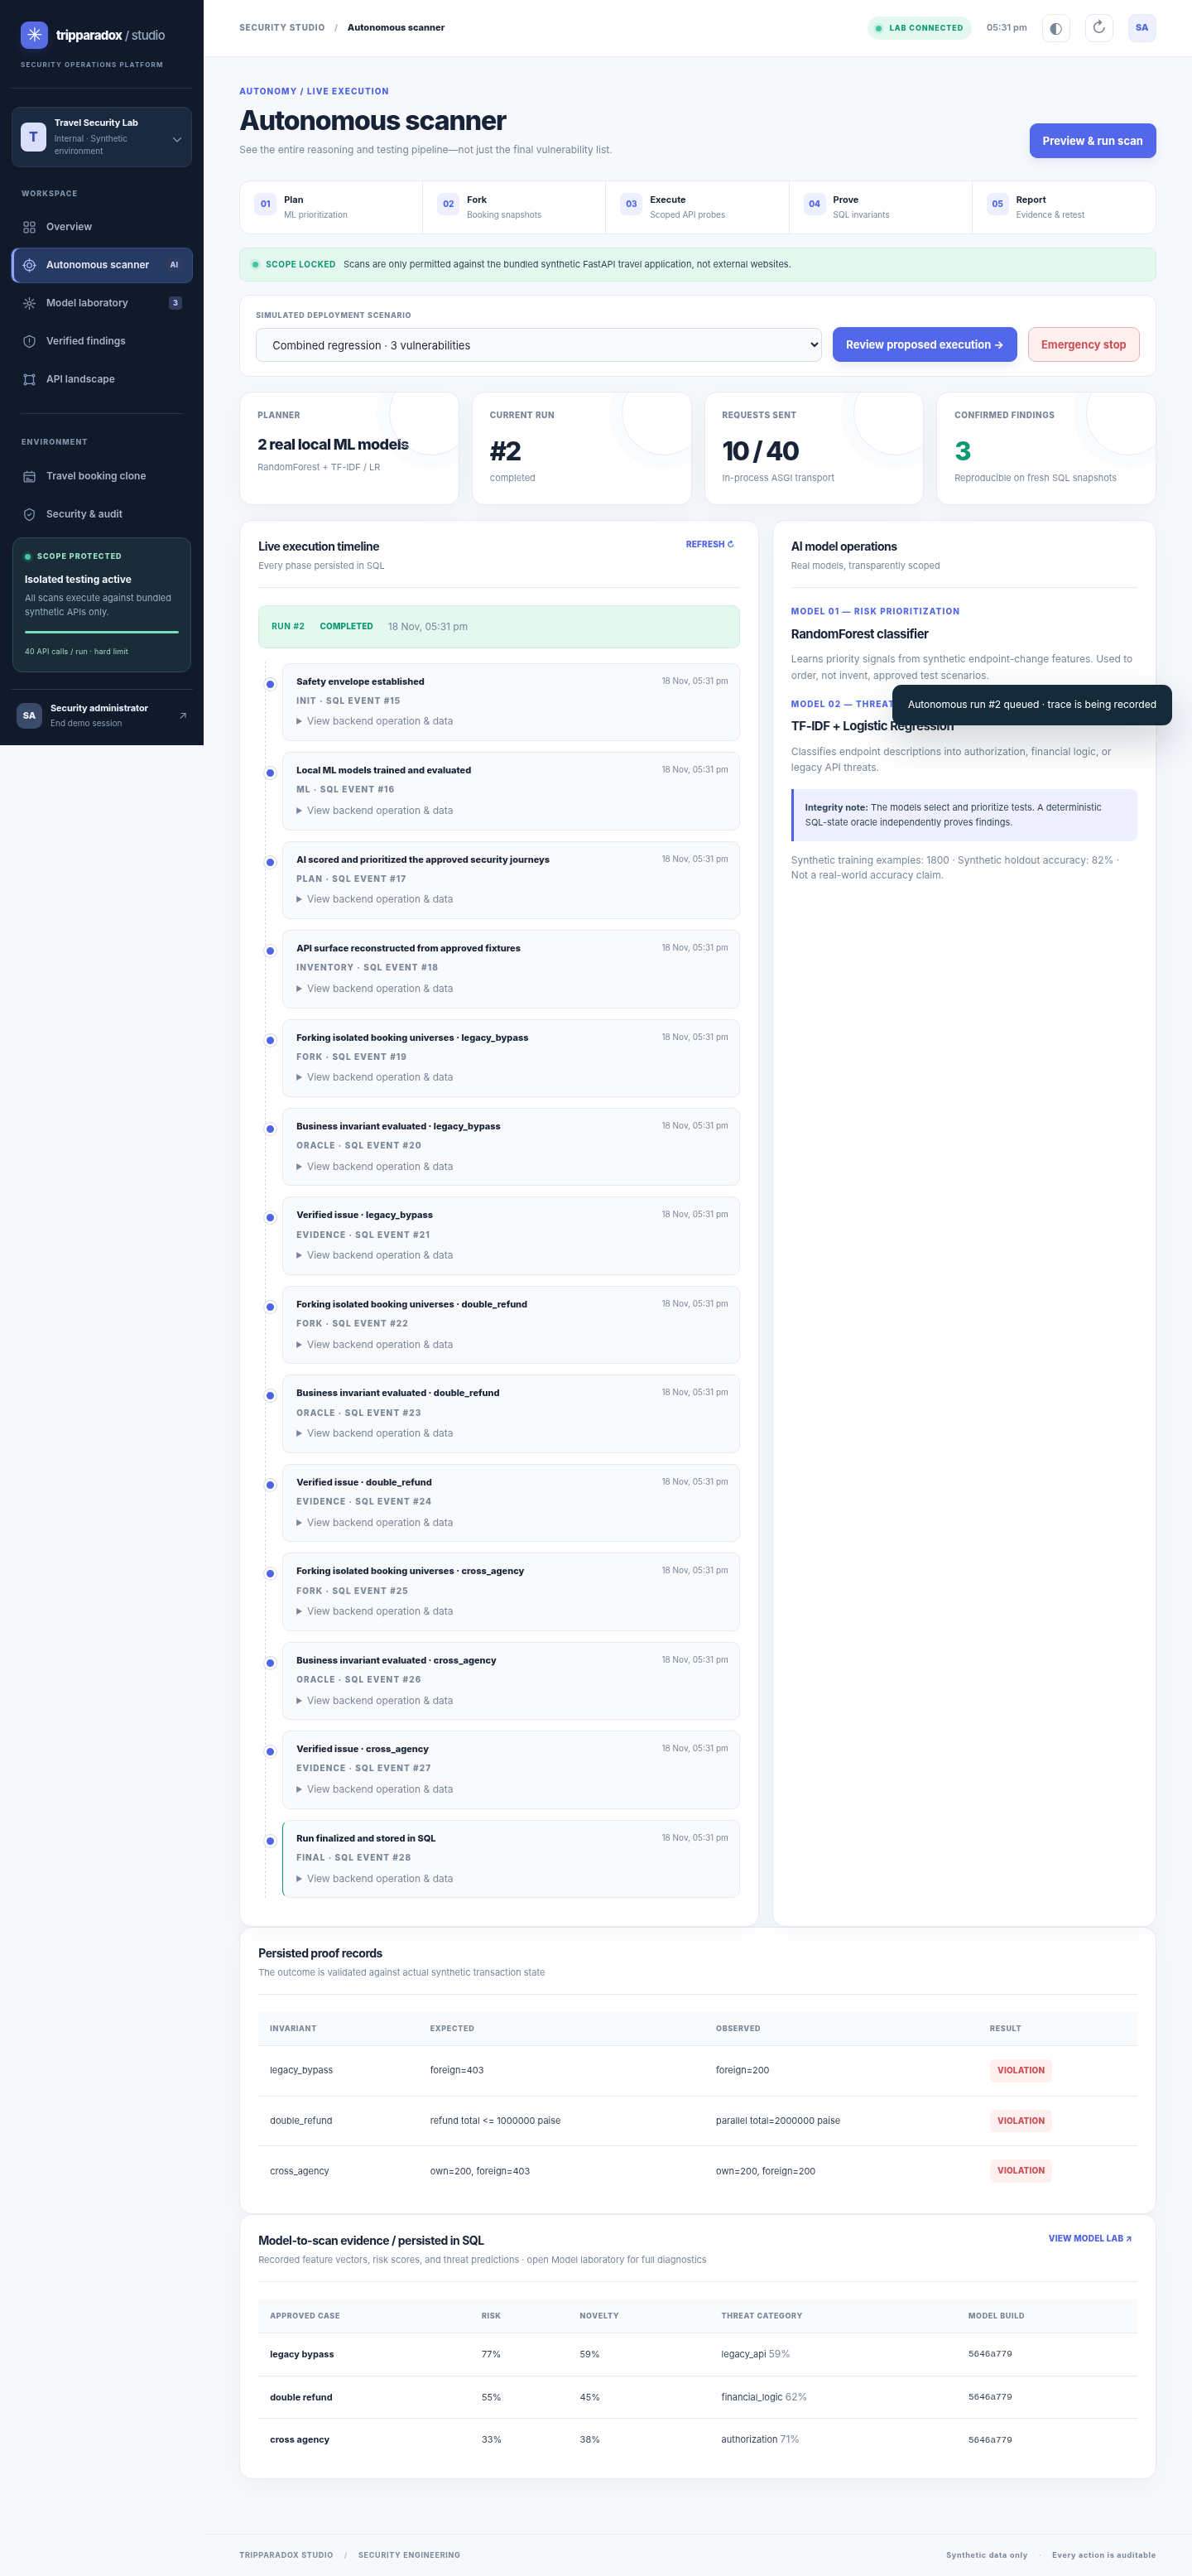 tripparadox / studio
SECURITY OPERATIONS PLATFORM
T
Travel Security Lab
Internal · Synthetic
environment
WORKSPACE
Overview
Autonomous scanner AI
Model laboratory 3
Verified findings
API landscape
ENVIRONMENT
Travel booking clone
Security & audit
SCOPE PROTECTED
Isolated testing active
All scans execute against bundled
synthetic APIs only.
40 API calls / run · hard limit
SA
Security administrator
End demo session ↗
SECURITY STUDIO / Autonomous scanner
LAB CONNECTED 05:31 pm SA
AUTONOMY / LIVE EXECUTION
Autonomous scanner
See the entire reasoning and testing pipeline—not just the final vulnerability list.
Preview & run scan
01 Plan
ML prioritization
02 Fork
Booking snapshots
03 Execute
Scoped API probes
04 Prove
SQL invariants
05 Report
Evidence & retest
SCOPE LOCKED Scans are only permitted against the bundled synthetic FastAPI travel application, not external websites.
SIMULATED DEPLOYMENT SCENARIO
Combined regression · 3 vulnerabilities
Review proposed execution →
Emergency stop
PLANNER
2 real local ML models
RandomForest + TF-IDF / LR
CURRENT RUN
#2
completed
REQUESTS SENT
10 / 40
In-process ASGI transport
CONFIRMED FINDINGS
3
Reproducible on fresh SQL snapshots
Live execution timeline
REFRESH ↻
Every phase persisted in SQL
RUN #2 COMPLETED 18 Nov, 05:31 pm
Safety envelope established 18 Nov, 05:31 pm
INIT · SQL EVENT #15
▶ View backend operation & data
Local ML models trained and evaluated 18 Nov, 05:31 pm
ML · SQL EVENT #16
▶ View backend operation & data
AI scored and prioritized the approved security journeys 18 Nov, 05:31 pm
PLAN · SQL EVENT #17
▶ View backend operation & data
API surface reconstructed from approved fixtures 18 Nov, 05:31 pm
INVENTORY · SQL EVENT #18
▶ View backend operation & data
Forking isolated booking universes · legacy_bypass 18 Nov, 05:31 pm
FORK · SQL EVENT #19
▶ View backend operation & data
Business invariant evaluated · legacy_bypass 18 Nov, 05:31 pm
ORACLE · SQL EVENT #20
▶ View backend operation & data
Verified issue · legacy_bypass 18 Nov, 05:31 pm
EVIDENCE · SQL EVENT #21
▶ View backend operation & data
Forking isolated booking universes · double_refund 18 Nov, 05:31 pm
FORK · SQL EVENT #22
▶ View backend operation & data
Business invariant evaluated · double_refund 18 Nov, 05:31 pm
ORACLE · SQL EVENT #23
▶ View backend operation & data
Verified issue · double_refund 18 Nov, 05:31 pm
EVIDENCE · SQL EVENT #24
▶ View backend operation & data
Forking isolated booking universes · cross_agency 18 Nov, 05:31 pm
FORK · SQL EVENT #25
▶ View backend operation & data
Business invariant evaluated · cross_agency 18 Nov, 05:31 pm
ORACLE · SQL EVENT #26
▶ View backend operation & data
Verified issue · cross_agency 18 Nov, 05:31 pm
EVIDENCE · SQL EVENT #27
▶ View backend operation & data
Run finalized and stored in SQL 18 Nov, 05:31 pm
FINAL · SQL EVENT #28
▶ View backend operation & data
AI model operations
Real models, transparently scoped
MODEL 01 — RISK PRIORITIZATION
RandomForest classifier
Learns priority signals from synthetic endpoint-change features. Used to
order, not invent, approved test scenarios.
MODEL 02 — THREAT
Autonomous run #2 queued · trace is being recorded
TF-IDF + Logistic Regression
Classifies endpoint descriptions into authorization, financial logic, or
legacy API threats.
Integrity note: The models select and prioritize tests. A deterministic
SQL-state oracle independently proves findings.
Synthetic training examples: 1800 · Synthetic holdout accuracy: 82% ·
Not a real-world accuracy claim.
Persisted proof records
The outcome is validated against actual synthetic transaction state
INVARIANT EXPECTED OBSERVED RESULT
legacy_bypass foreign=403 foreign=200 VIOLATION
double_refund refund total <= 1000000 paise parallel total=2000000 paise VIOLATION
cross_agency own=200, foreign=403 own=200, foreign=200 VIOLATION
Model-to-scan evidence / persisted in SQL
VIEW MODEL LAB ↗
Recorded feature vectors, risk scores, and threat predictions · open Model laboratory for full diagnostics
APPROVED CASE RISK NOVELTY THREAT CATEGORY MODEL BUILD
legacy bypass 77% 59% legacy_api 59% 5646a779
double refund 55% 45% financial_logic 62% 5646a779
cross agency 33% 38% authorization 71% 5646a779
TRIPPARADOX STUDIO / SECURITY ENGINEERING
Synthetic data only · Every action is auditable